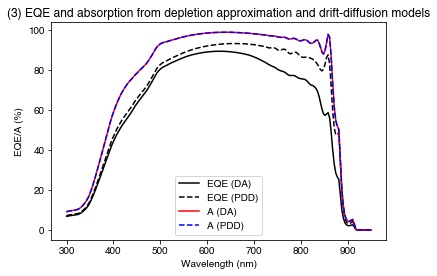 (3) EQE and absorption from depletion approximation and drift-diffusion models
100
80
60
40
20
0
EQE/A (%)
EQE (DA)
EQE (PDD)
A (DA)
A (PDD)
300 400 500 600 700 800 900
Wavelength (nm)